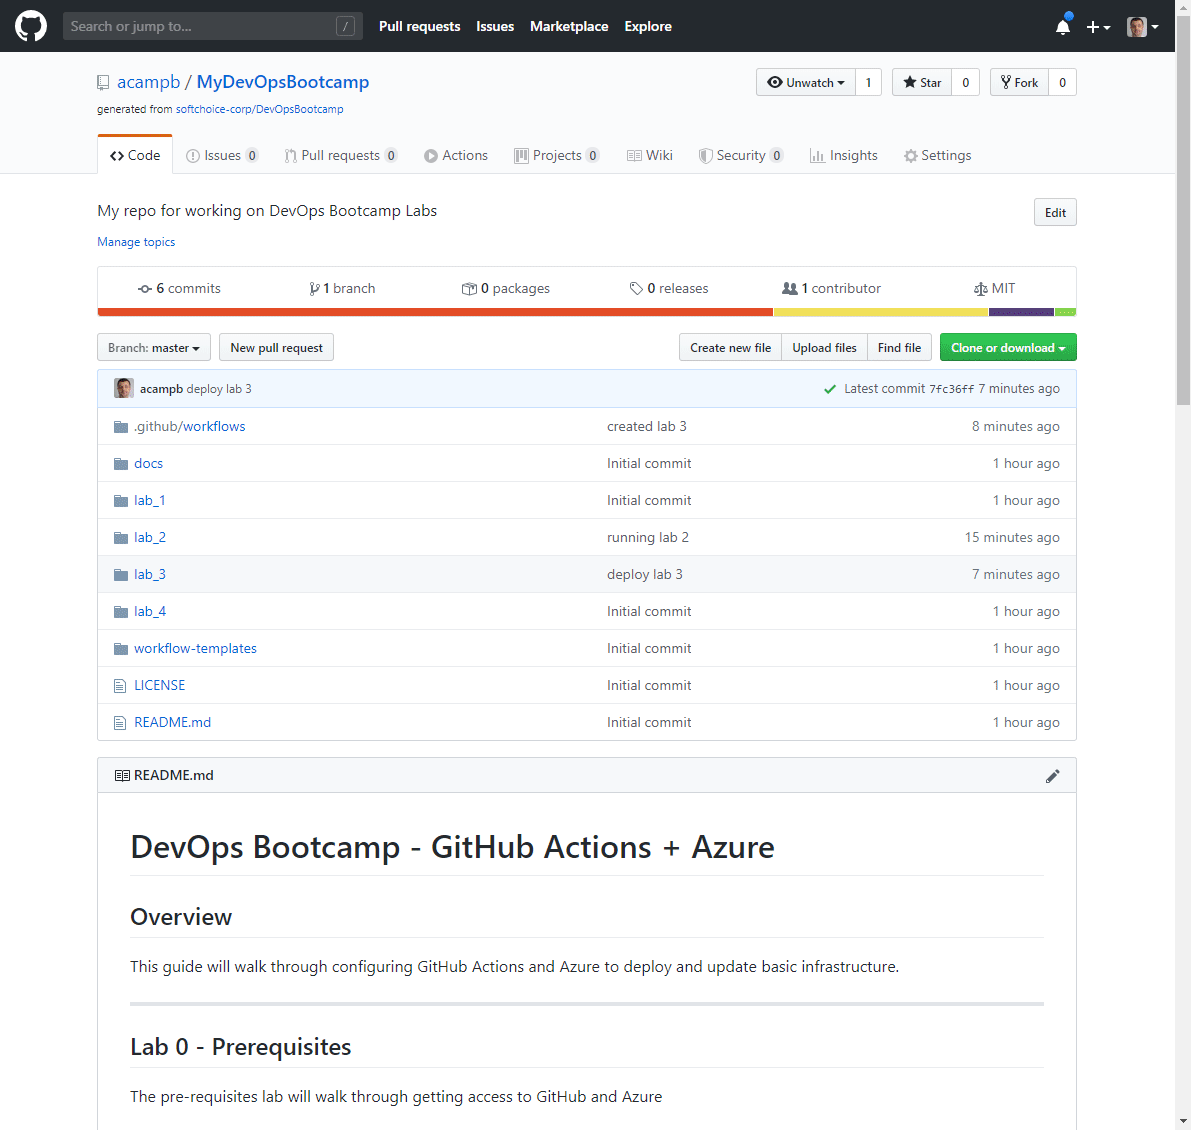 Search or jump to... / Pull requests Issues Marketplace Explore
acampb / MyDevOpsBootcamp Unwatch 1 Star 0 Fork 0
generated from softchoice-corp/DevOpsBootcamp
Code Issues 0 Pull requests 0 Actions Projects 0 Wiki Security 0 Insights Settings
My repo for working on DevOps Bootcamp Labs Edit
Manage topics
6 commits 1 branch 0 packages 0 releases 1 contributor MIT
Branch: master New pull request Create new file Upload files Find file Clone or download
acampb deploy lab 3 Latest commit 7fc36ff 7 minutes ago
.github/workflows created lab 3 8 minutes ago
docs Initial commit 1 hour ago
lab_1 Initial commit 1 hour ago
lab_2 running lab 2 15 minutes ago
lab_3 deploy lab 3 7 minutes ago
lab_4 Initial commit 1 hour ago
workflow-templates Initial commit 1 hour ago
LICENSE Initial commit 1 hour ago
README.md Initial commit 1 hour ago
README.md
DevOps Bootcamp - GitHub Actions + Azure
Overview
This guide will walk through configuring GitHub Actions and Azure to deploy and update basic infrastructure.
Lab 0 - Prerequisites
The pre-requisites lab will walk through getting access to GitHub and Azure